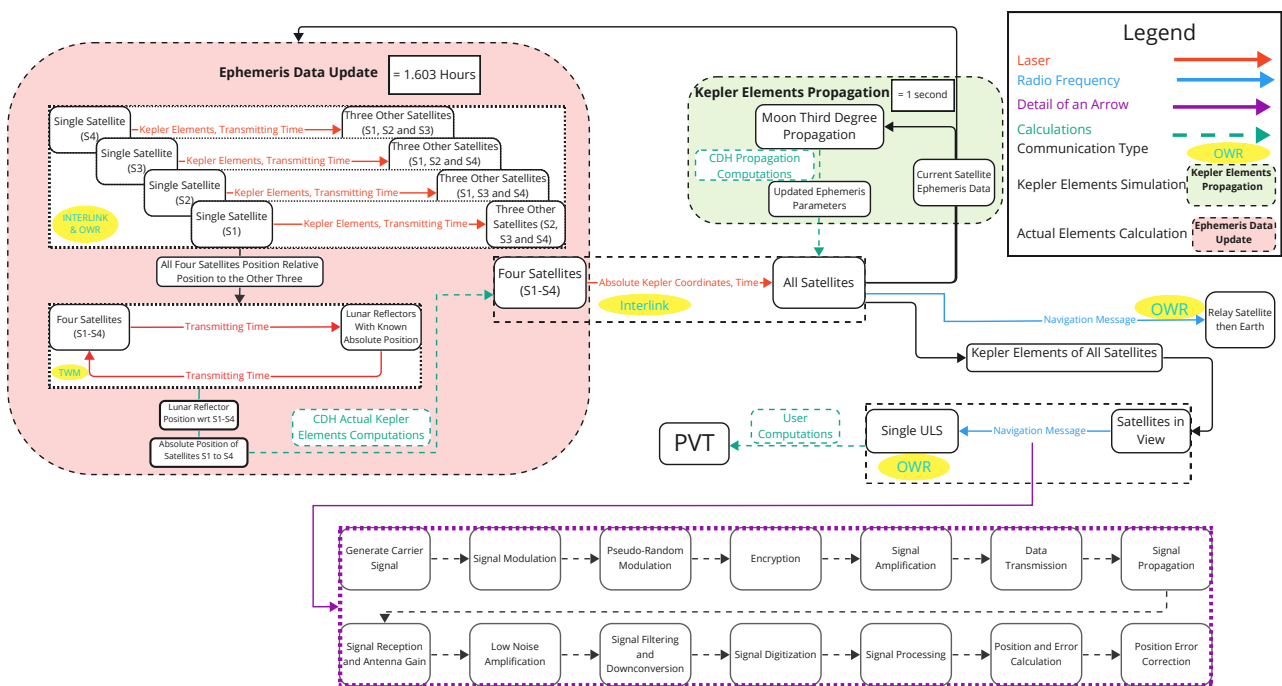 Ephemeris Data Update
= 1.603 Hours
Single Satellite
(S4)
Kepler Elements, Transmitting Time
Three Other Satellites
(S1, S2 and S3)
Single Satellite
(S3)
Kepler Elements, Transmitting Time
Three Other Satellites
(S1, S2 and S4)
Single Satellite
(S2)
Kepler Elements, Transmitting Time
Three Other Satellites
(S1, S3 and S4)
Single Satellite
(S1)
Kepler Elements, Transmitting Time
Three Other
Satellites (S2,
S3 and S4)
INTERLINK
& OWR
All Four Satellites Position Relative
Position to the Other Three
Four Satellites
(S1-S4)
Transmitting Time
Lunar Reflectors
With Known
Absolute Position
Transmitting Time
TWM
Lunar Reflector
Position wrt S1-S4
Absolute Position of
Satellites S1 to S4
CDH Actual Kepler
Elements Computations
Kepler Elements Propagation
= 1 second
Moon Third Degree
Propagation
CDH Propagation
Computations
Updated Ephemeris
Parameters
Current Satellite
Ephemeris Data
Four Satellites
(S1-S4)
Absolute Kepler Coordinates, Time
Interlink
All Satellites
Navigation Message
OWR
Relay Satellite
then Earth
Kepler Elements of All Satellites
Satellites in
View
Navigation Message
Single ULS
OWR
User
Computations
PVT
Legend
Laser
Radio Frequency
Detail of an Arrow
Calculations
Communication Type
OWR
Kepler Elements Simulation
Kepler Elements
Propagation
Actual Elements Calculation
Ephemeris Data
Update
Generate Carrier
Signal
Signal Modulation
Pseudo-Random
Modulation
Encryption
Signal
Amplification
Data
Transmission
Signal
Propagation
Signal Reception
and Antenna Gain
Low Noise
Amplification
Signal Filtering
and
Downconversion
Signal Digitization
Signal Processing
Position and Error
Calculation
Position Error
Correction